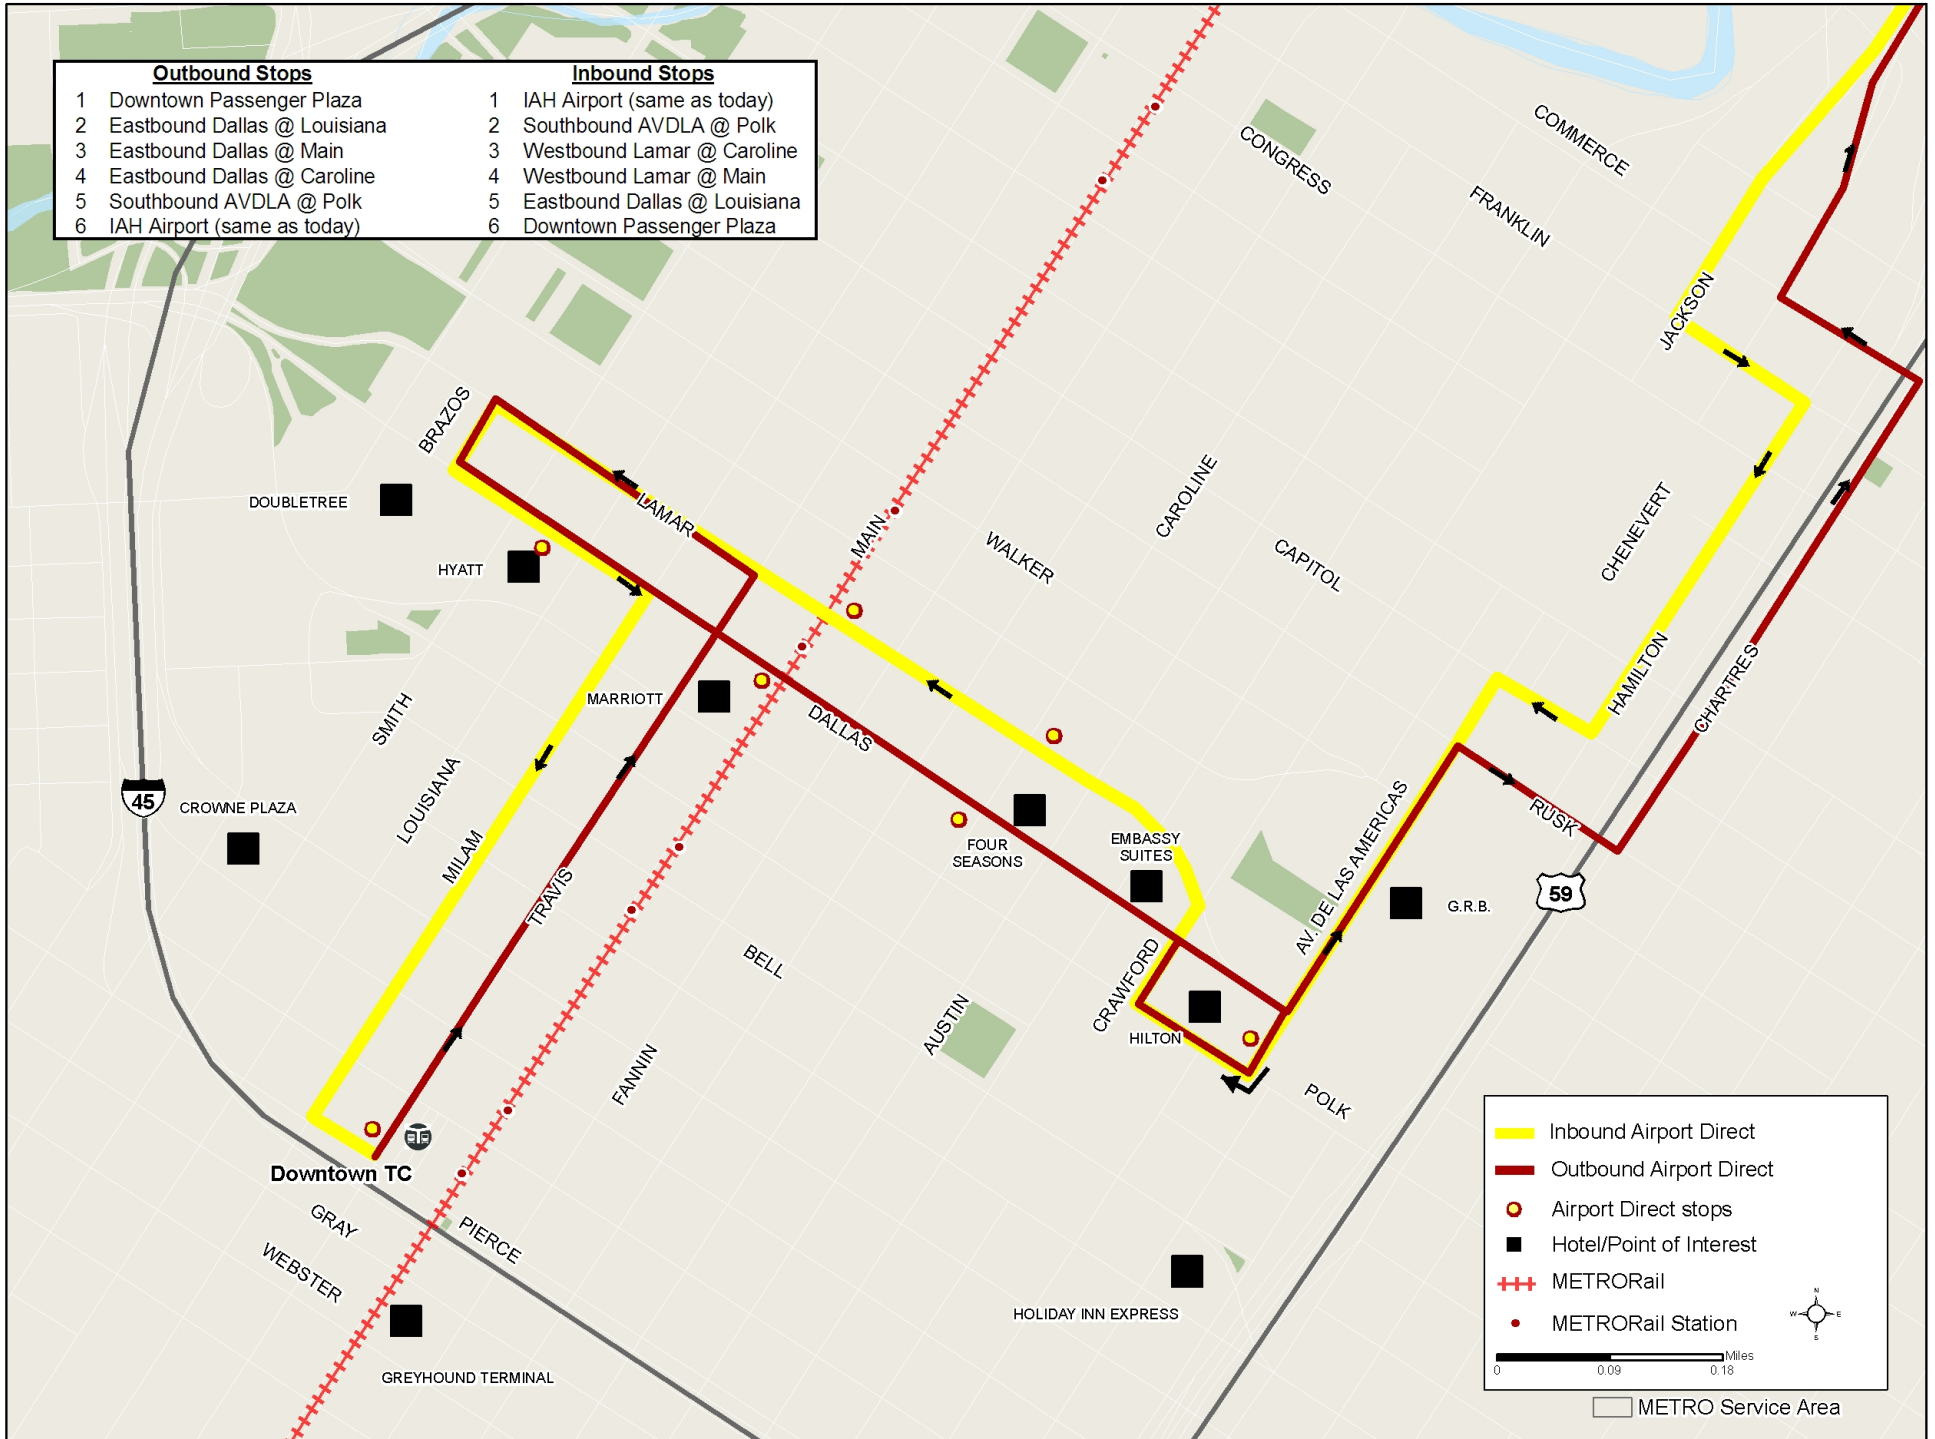 Outbound Stops
1 Downtown Passenger Plaza
2 Eastbound Dallas @ Louisiana
3 Eastbound Dallas @ Main
4 Eastbound Dallas @ Caroline
5 Southbound AVDLA @ Polk
6 IAH Airport (same as today)
Inbound Stops
1 IAH Airport (same as today)
2 Southbound AVDLA @ Polk
3 Westbound Lamar @ Caroline
4 Westbound Lamar @ Main
5 Eastbound Dallas @ Louisiana
6 Downtown Passenger Plaza
COMMERCE
CONGRESS
FRANKLIN
JACKSON
BRAZOS
DOUBLETREE
LAMAR
MAIN
CAROLINE
WALKER
CAPITOL
CHENEVERT
HYATT
HAMILTON
CHARTRES
MARRIOTT
SMITH
DALLAS
LOUISIANA
45
CROWNE PLAZA
MILAM
TRAVIS
FOUR
SEASONS
EMBASSY
SUITES
AV. DE LAS AMERICAS
RUSK
59
G.R.B.
BELL
AUSTIN
CRAWFORD
HILTON
FANNIN
POLK
Downtown TC
GRAY
PIERCE
WEBSTER
HOLIDAY INN EXPRESS
GREYHOUND TERMINAL
Inbound Airport Direct
Outbound Airport Direct
Airport Direct stops
Hotel/Point of Interest
METRORail
METRORail Station
N
W E
S
Miles
0 0.09 0.18
METRO Service Area